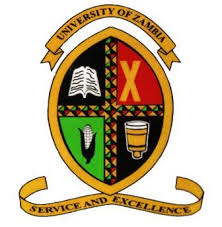 UNIVERSITY OF ZAMBIA
SERVICE AND EXCELLENCE